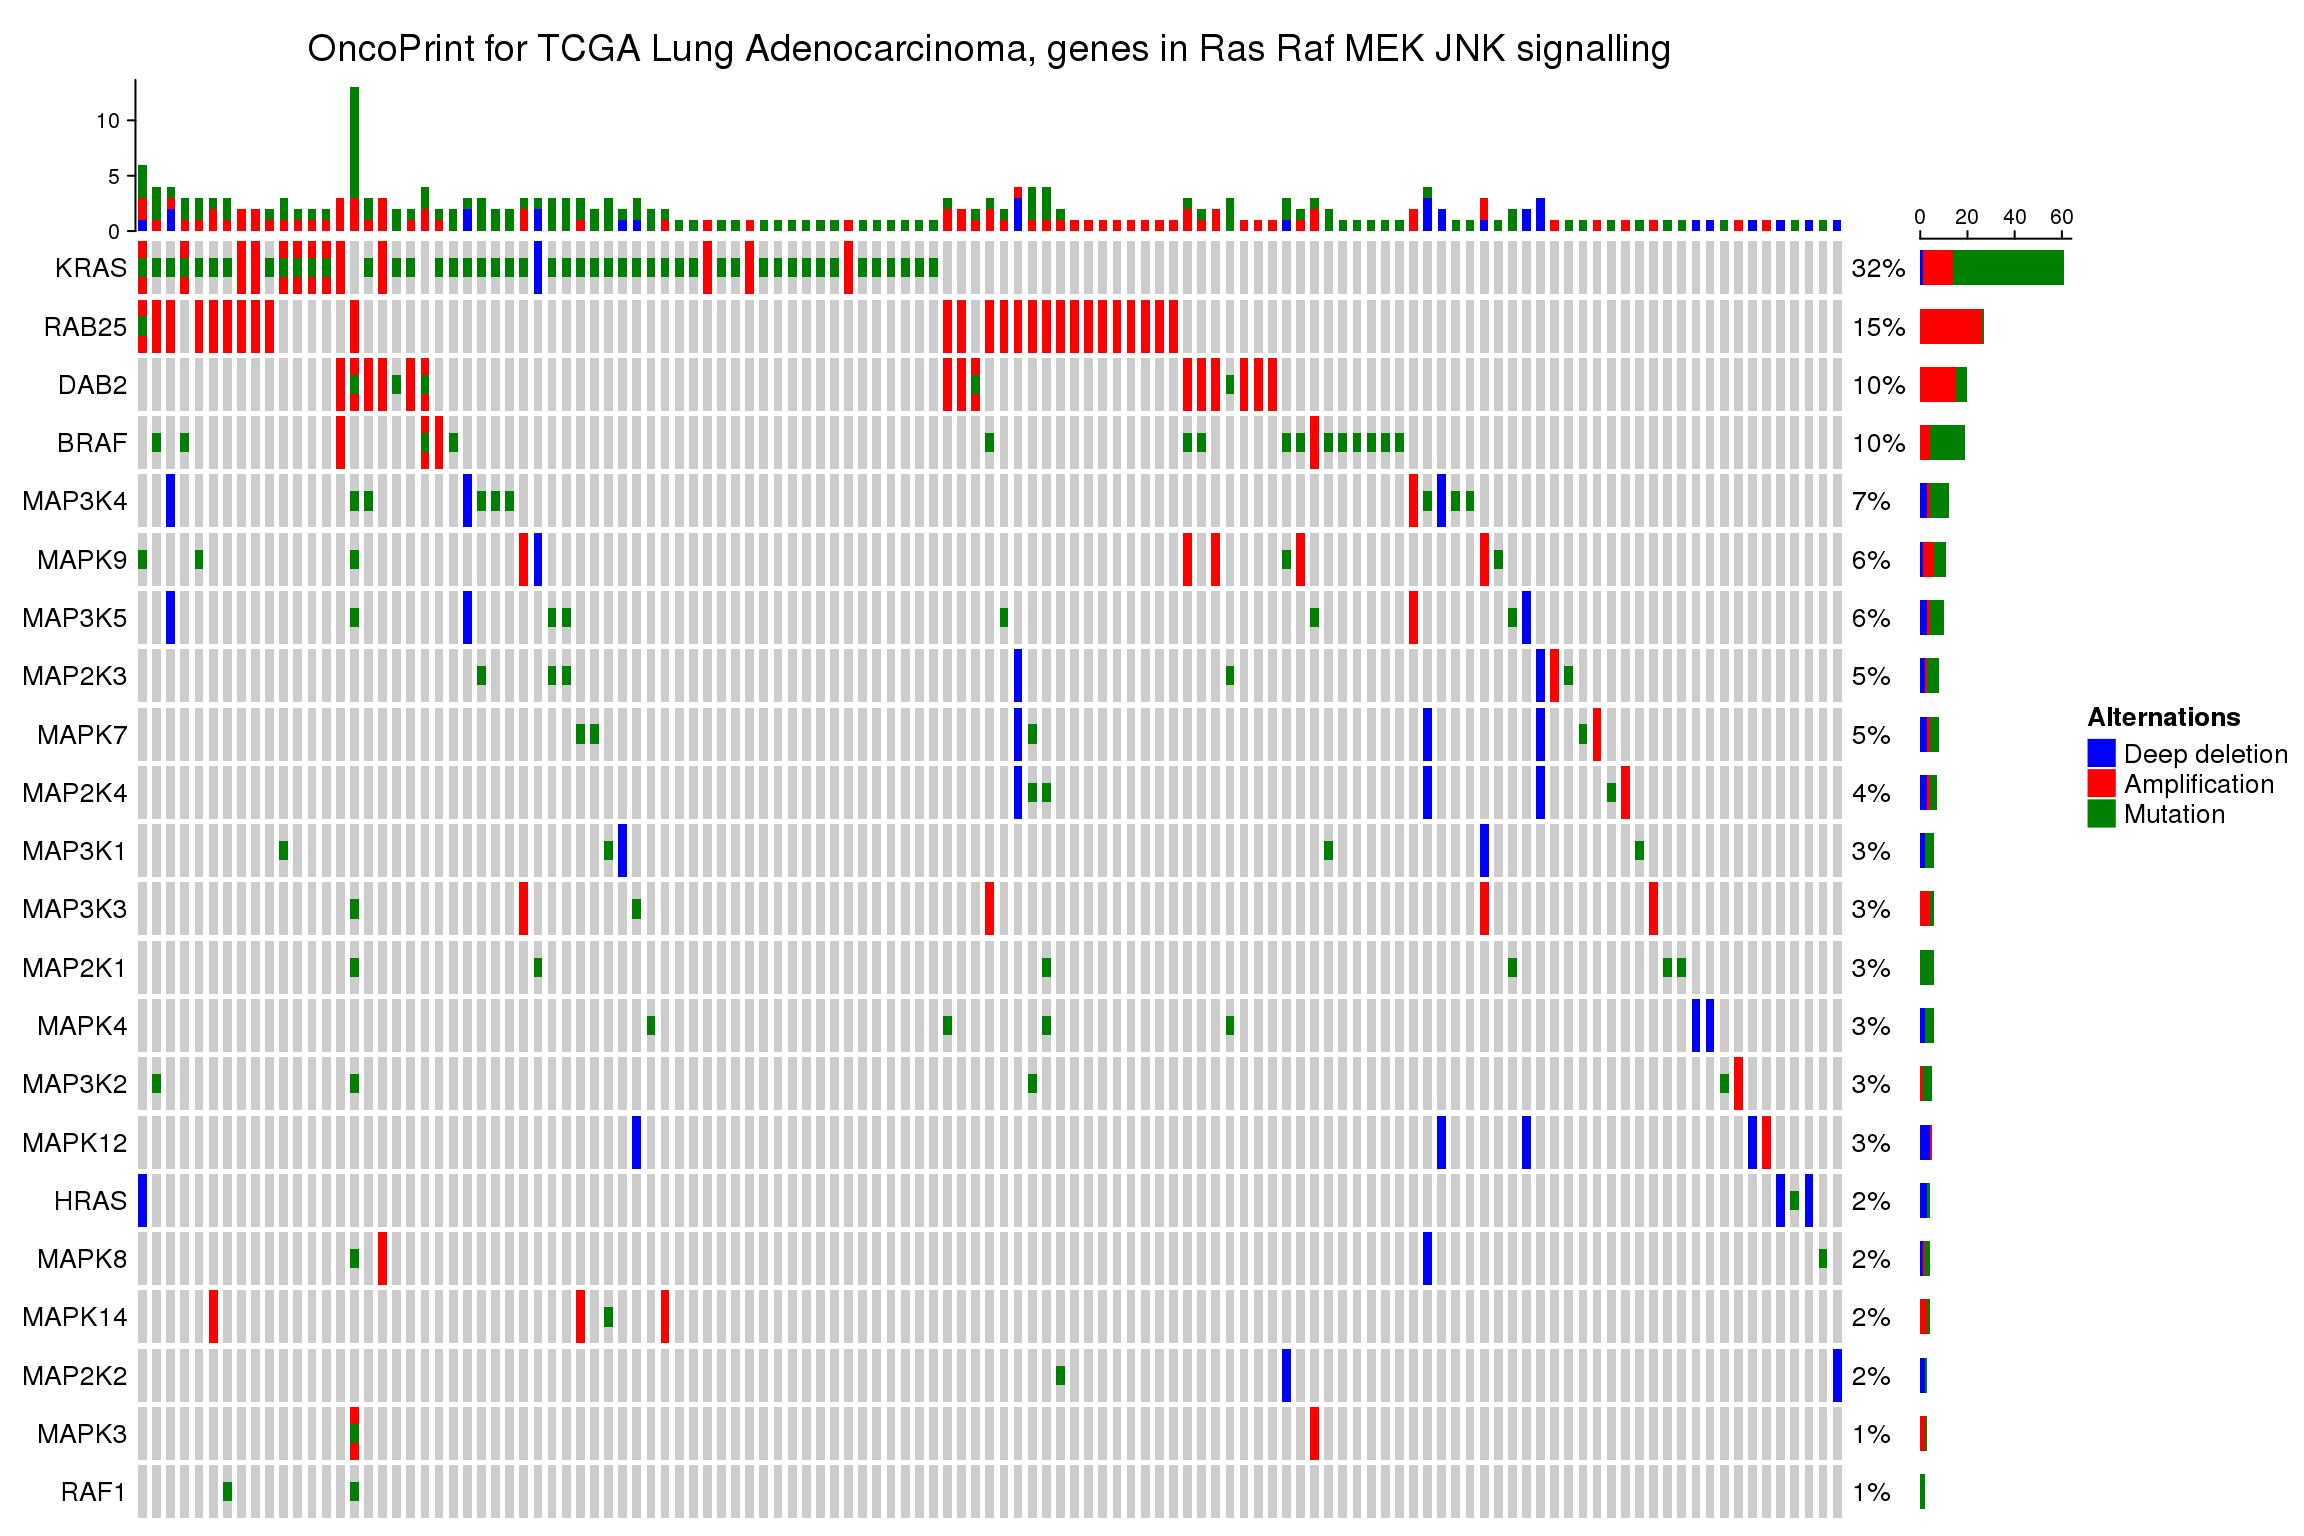 OncoPrint for TCGA Lung Adenocarcinoma, genes in Ras Raf MEK JNK signalling
10
5
0
0 20 40 60
KRAS 32%
RAB25 15%
DAB2 10%
BRAF 10%
MAP3K4 7%
MAPK9 6%
MAP3K5 6%
MAP2K3 5%
MAPK7 5%
MAP2K4 4%
MAP3K1 3%
MAP3K3 3%
MAP2K1 3%
MAPK4 3%
MAP3K2 3%
MAPK12 3%
HRAS 2%
MAPK8 2%
MAPK14 2%
MAP2K2 2%
MAPK3 1%
RAF1 1%
Alternations
Deep deletion
Amplification
Mutation